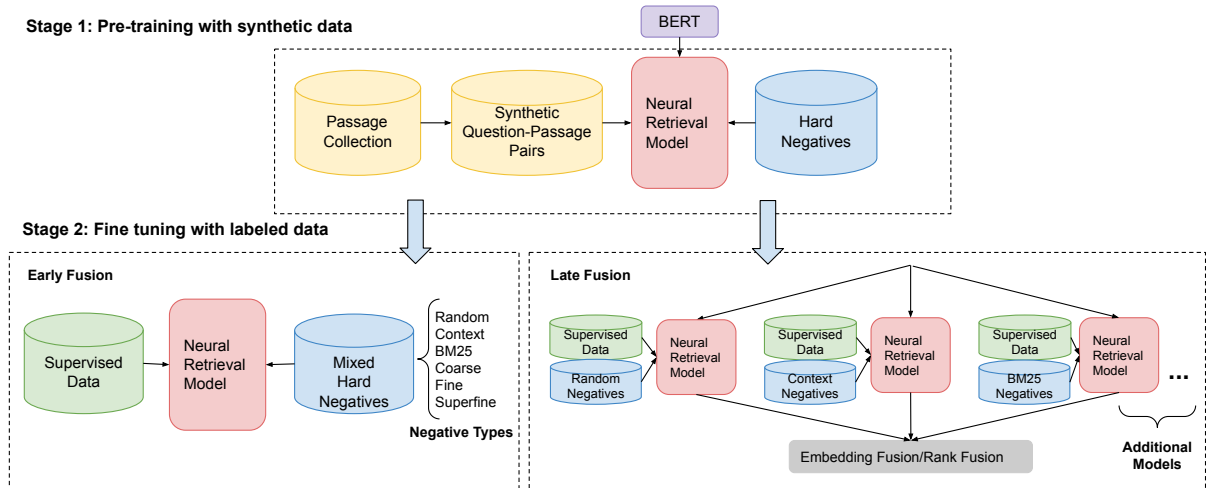 Stage 1: Pre-training with synthetic data
BERT
Passage
Collection
Synthetic
Question-Passage
Pairs
Neural
Retrieval
Model
Hard
Negatives
Stage 2: Fine tuning with labeled data
Early Fusion
Supervised
Data
Neural
Retrieval
Model
Mixed
Hard
Negatives
Random
Context
BM25
Coarse
Fine
Superfine
Negative Types
Late Fusion
Supervised
Data
Random
Negatives
Neural
Retrieval
Model
Supervised
Data
Context
Negatives
Neural
Retrieval
Model
Supervised
Data
BM25
Negatives
Neural
Retrieval
Model
...
Additional
Models
Embedding Fusion/Rank Fusion